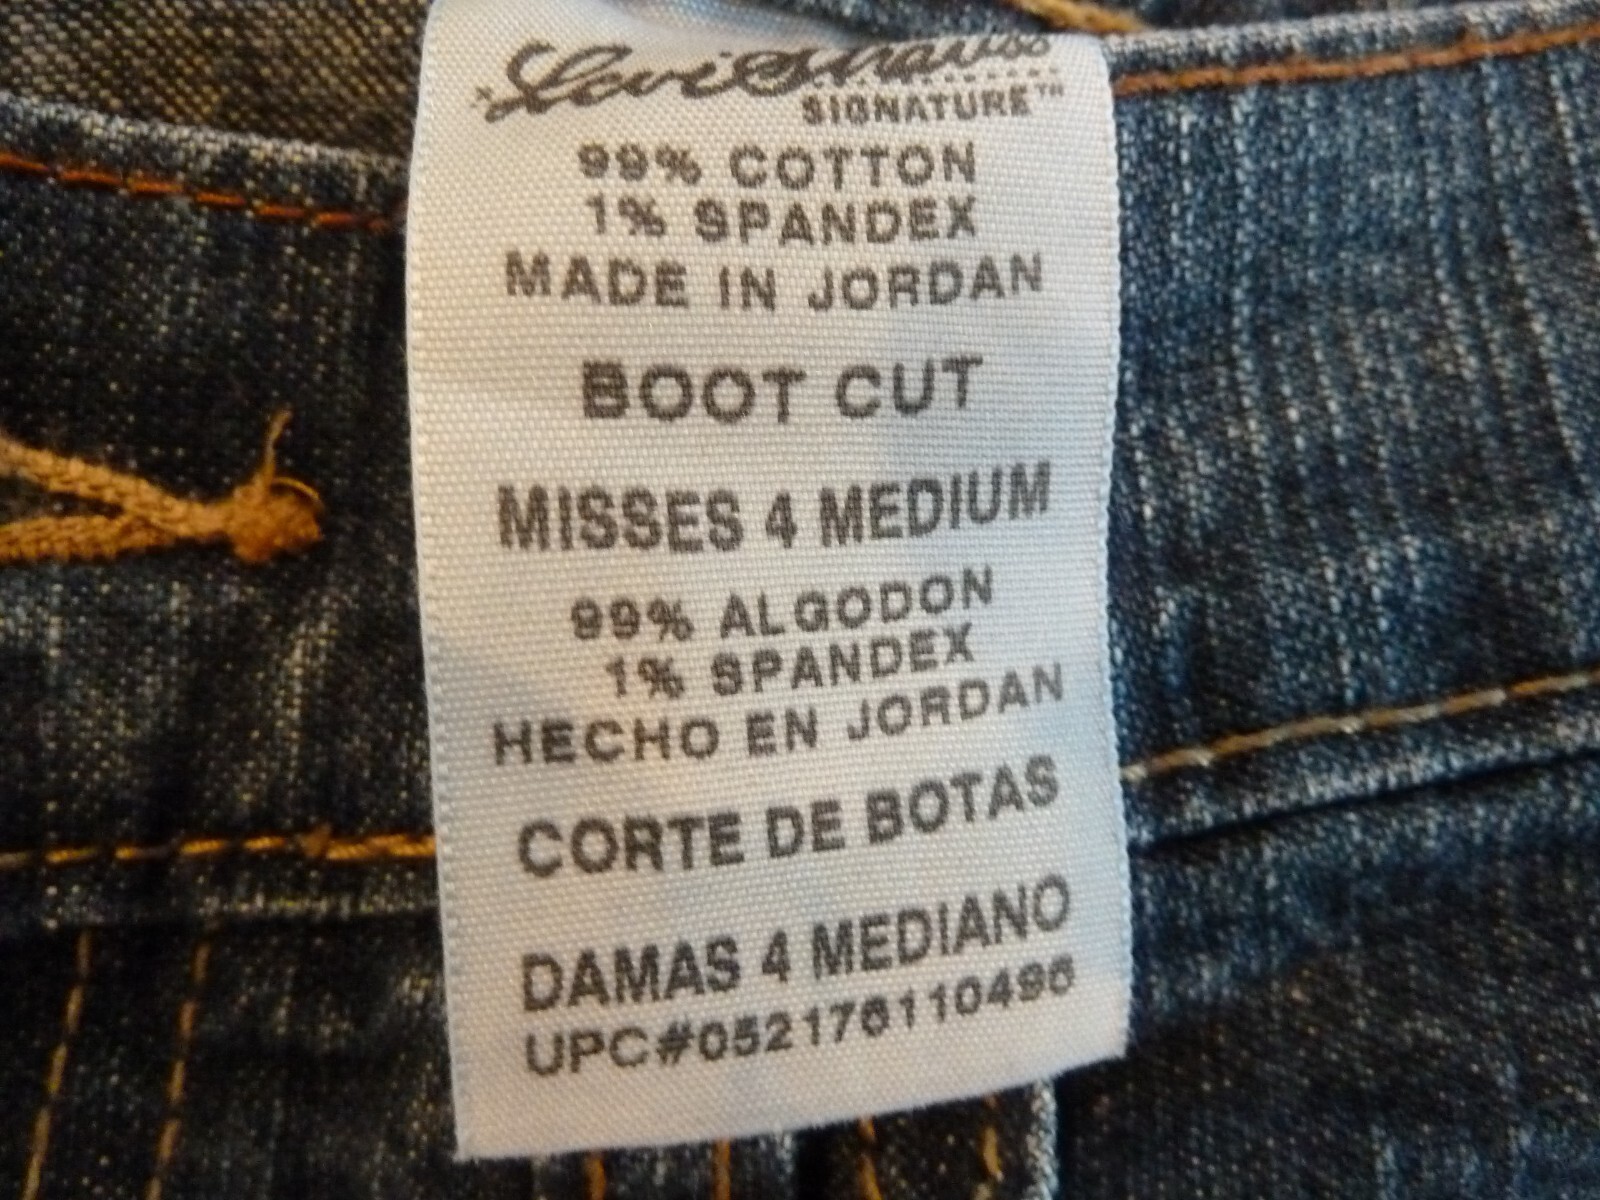 Levi Strauss
SIGNATURE™
99% COTTON
1% SPANDEX
MADE IN JORDAN
BOOT CUT
MISSES 4 MEDIUM
99% ALGODON
1% SPANDEX
HECHO EN JORDAN
CORTE DE BOTAS
DAMAS 4 MEDIANO
UPC#052176110496